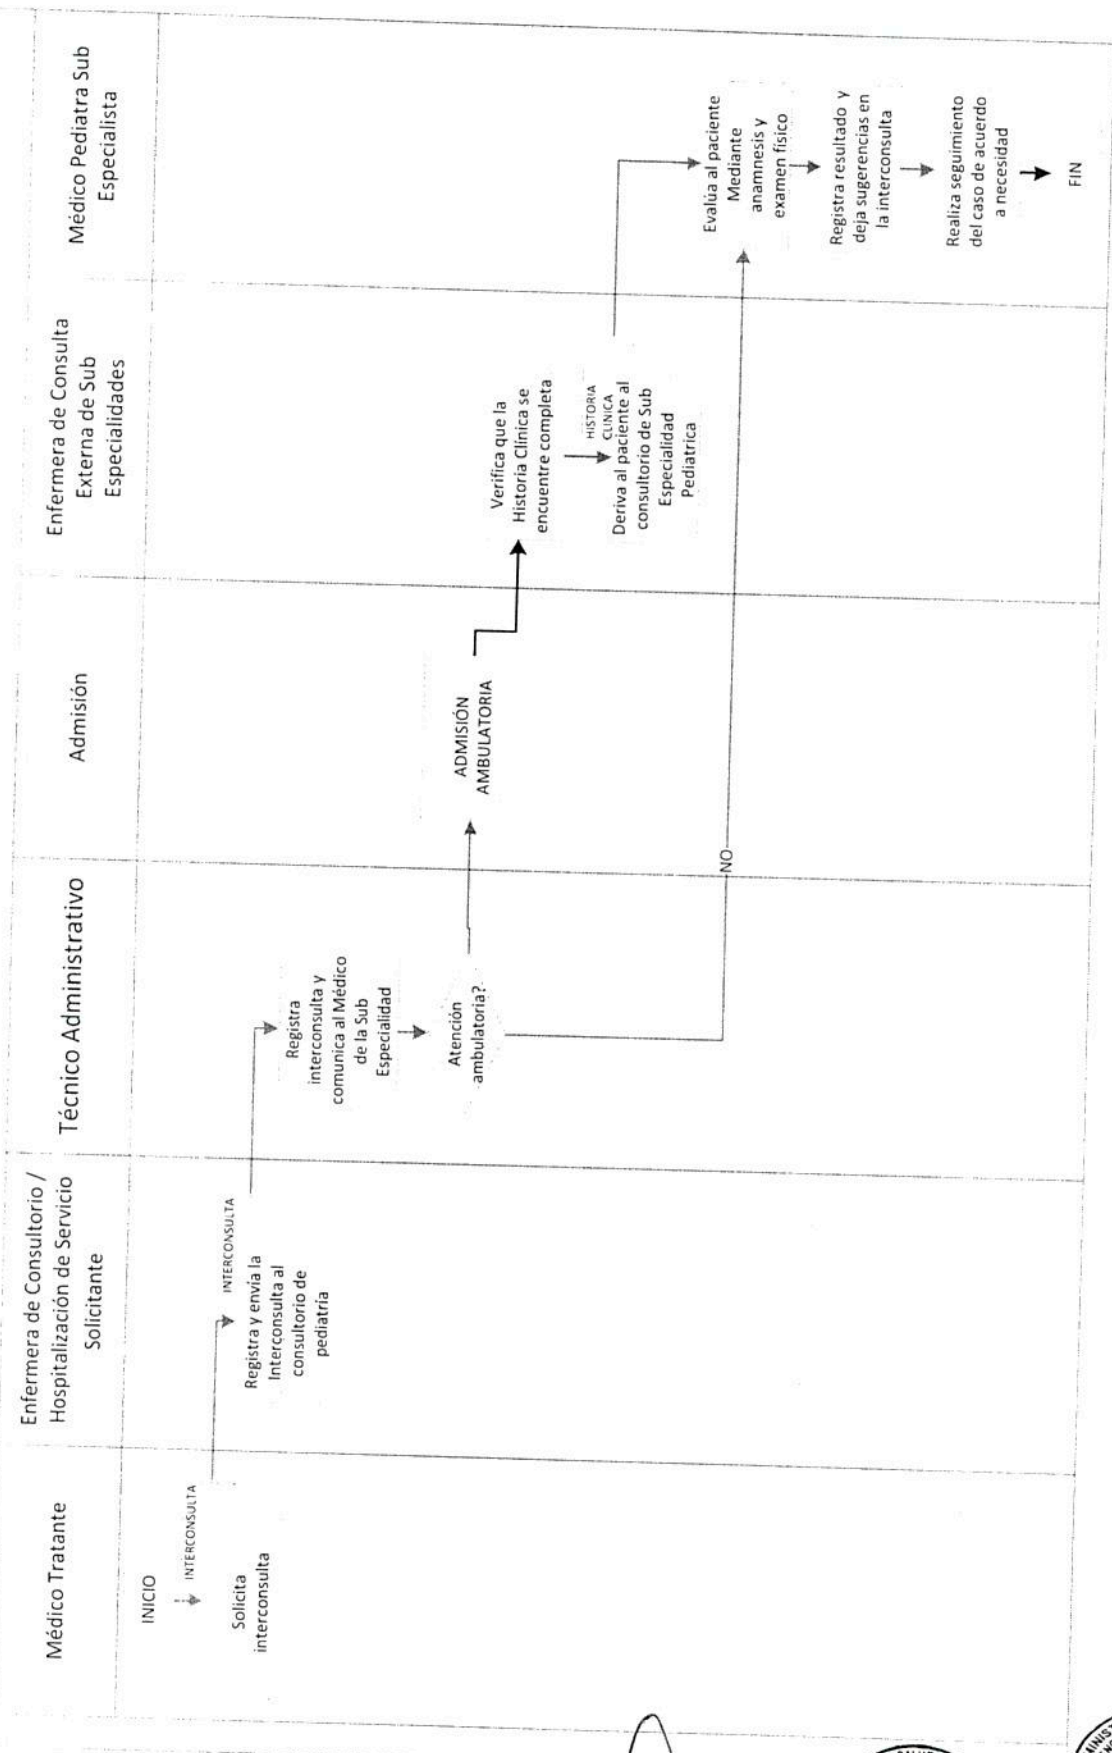 Médico Tratante
Enfermera de Consultorio /
Hospitalización de Servicio
Solicitante
Técnico Administrativo
Admisión
Enfermera de Consulta
Externa de Sub
Especialidades
Médico Pediatra Sub
Especialista
INICIO
INTERCONSULTA
Solicita
interconsulta
INTERCONSULTA
Registra y envia la
Interconsulta al
consultorio de
pediatria
Registra
interconsulta y
comunica al Médico
de la Sub
Especialidad
Atención
ambulatoria?
NO
ADMISIÓN
AMBULATORIA
Verifica que la
Historia Clínica se
encuentre completa
HISTORIA
CLINICA
Deriva al paciente al
consultorio de Sub
Especialidad
Pediatrica
Evalúa al paciente
Mediante
anamnesis y
examen físico
Registra resultado y
deja sugerencias en
la interconsulta
Realiza seguimiento
del caso de acuerdo
a necesidad
FIN